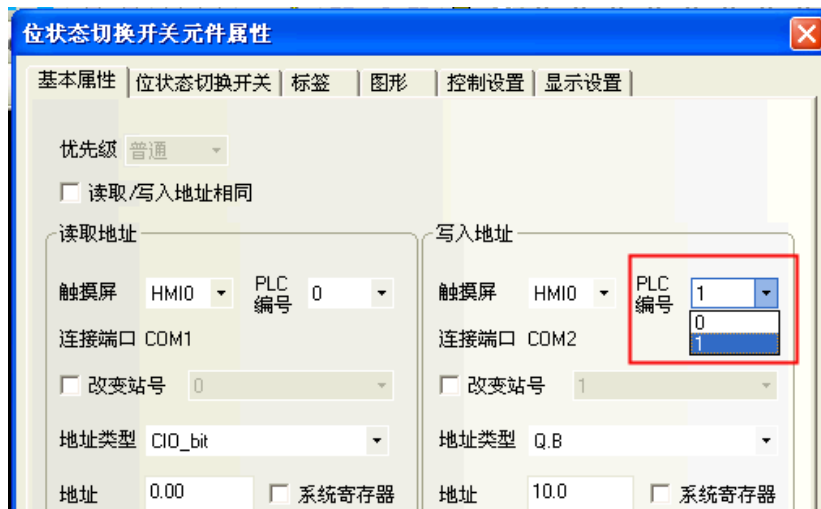 位状态切换开关元件属性
基本属性 位状态切换开关 标签 图形 控制设置 显示设置
优先级 普通
读取/写入地址相同
读取地址 写入地址
触摸屏 HMI0 PLC编号 0 触摸屏 HMI0 PLC编号 1
0
1
连接端口 COM1 连接端口 COM2
改变站号 0 改变站号 1
地址类型 CIO_bit 地址类型 Q.B
地址 0.00 系统寄存器 地址 10.0 系统寄存器